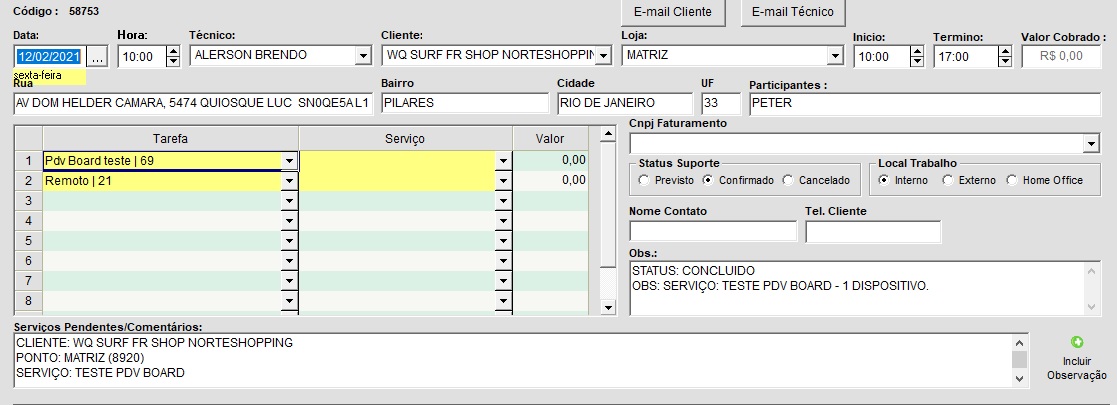 Código : 58753
E-mail Cliente E-mail Técnico
Data: Hora: Técnico: Cliente: Loja: Inicio: Termino: Valor Cobrado :
12/02/2021 ... 10:00 ALERSON BRENDO WQ SURF FR SHOP NORTESHOPPIN MATRIZ 10:00 17:00 R$ 0,00
sexta-feira
Rua Bairro Cidade UF Participantes :
AV DOM HELDER CAMARA, 5474 QUIOSQUE LUC SN0QE5A L1 PILARES RIO DE JANEIRO 33 PETER
Cnpj Faturamento
Tarefa Serviço Valor
1 Pdv Board teste | 69 0,00
2 Remoto | 21 0,00
3
4
5
6
7
8
Status Suporte Local Trabalho
Previsto Confirmado Cancelado Interno Externo Home Office
Nome Contato Tel. Cliente
Obs.:
STATUS: CONCLUIDO
OBS: SERVIÇO: TESTE PDV BOARD - 1 DISPOSITIVO.
Serviços Pendentes/Comentários:
CLIENTE: WQ SURF FR SHOP NORTESHOPPING
PONTO: MATRIZ (8920)
SERVIÇO: TESTE PDV BOARD
Incluir
Observação